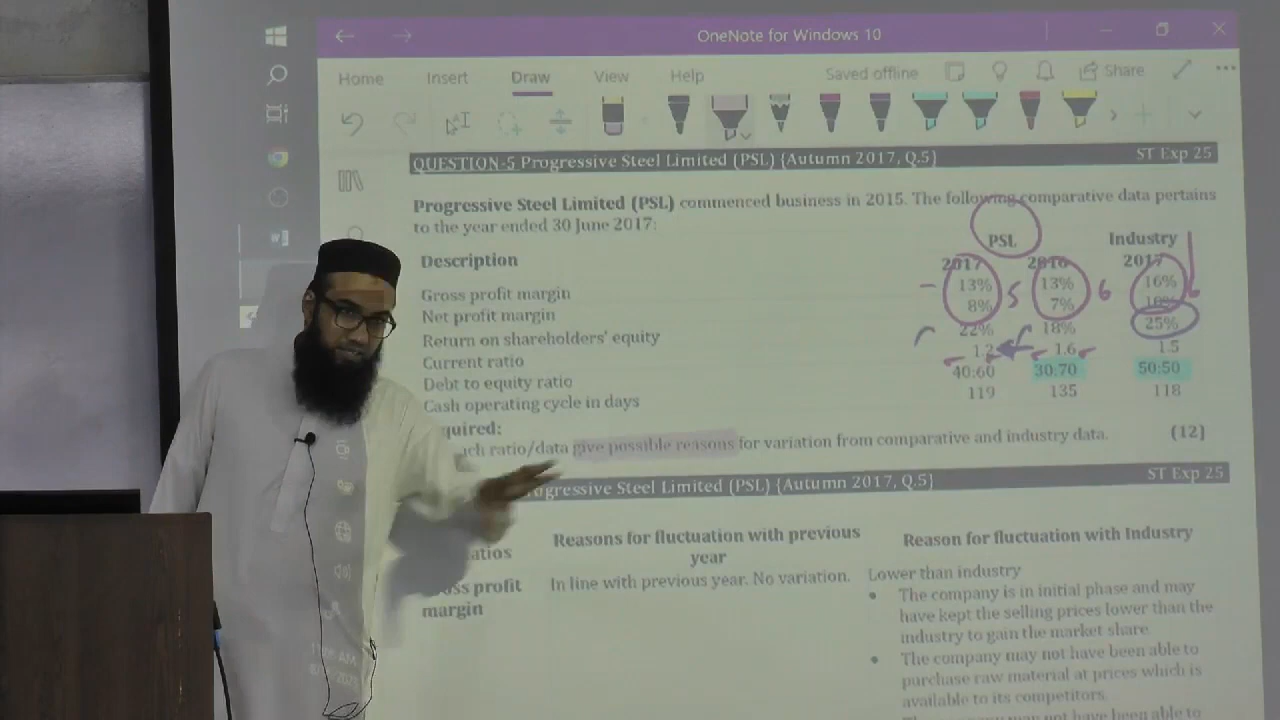 OneNote for Windows 10
Home Insert Draw View Help Saved offline Share
QUESTION-5 Progressive Steel Limited (PSL) {Autumn 2017, Q.5} ST Exp 25
Progressive Steel Limited (PSL) commenced business in 2015. The following comparative data pertains
to the year ended 30 June 2017:
PSL Industry
Description 2017 2016 2017
Gross profit margin 13% 13% 16%
Net profit margin 8% 5 7% 6 10% 6
Return on shareholders' equity 22% 18% 25%
Current ratio 1.2 1.6 1.5
Debt to equity ratio 40:60 30:70 50:50
Cash operating cycle in days 119 135 118
quired:
ch ratio/data give possible reasons for variation from comparative and industry data. (12)
ogressive Steel Limited (PSL) {Autumn 2017, Q.5} ST Exp 25
atios Reasons for fluctuation with previous Reason for fluctuation with Industry
year
ss profit In line with previous year. No variation. Lower than industry
margin • The company is in initial phase and may
have kept the selling prices lower than the
industry to gain the market share.
• The company may not have been able to
purchase raw material at prices which is
available to its competitors.